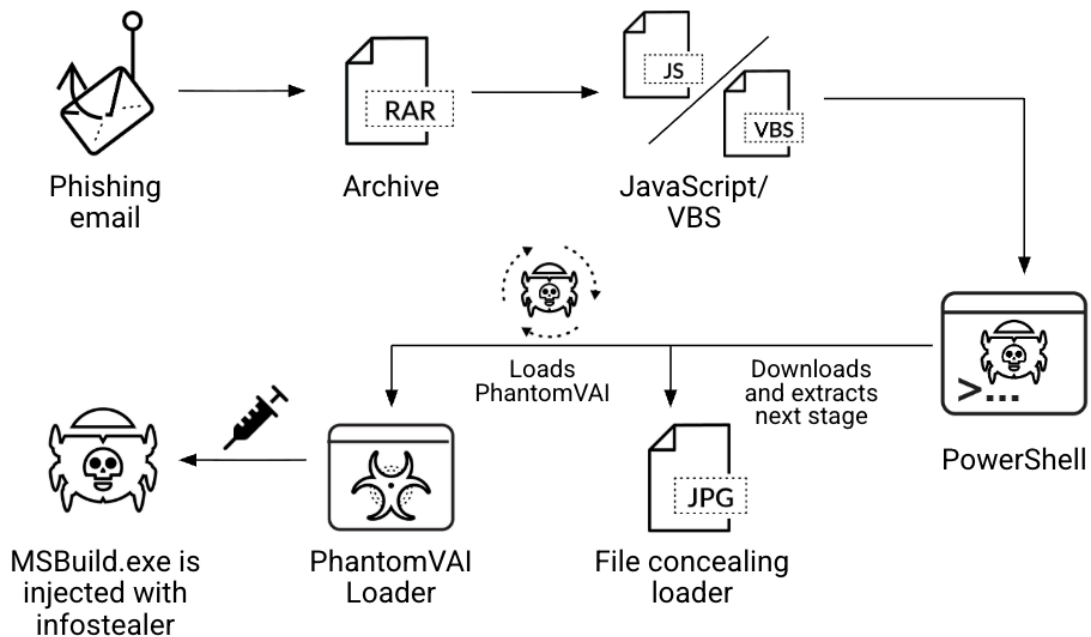 RAR
JS
VBS
Phishing
email
Archive
JavaScript/
VBS
Loads
PhantomVAI
Downloads
and extracts
next stage
>...
PowerShell
JPG
MSBuild.exe is
injected with
infostealer
PhantomVAI
Loader
File concealing
loader